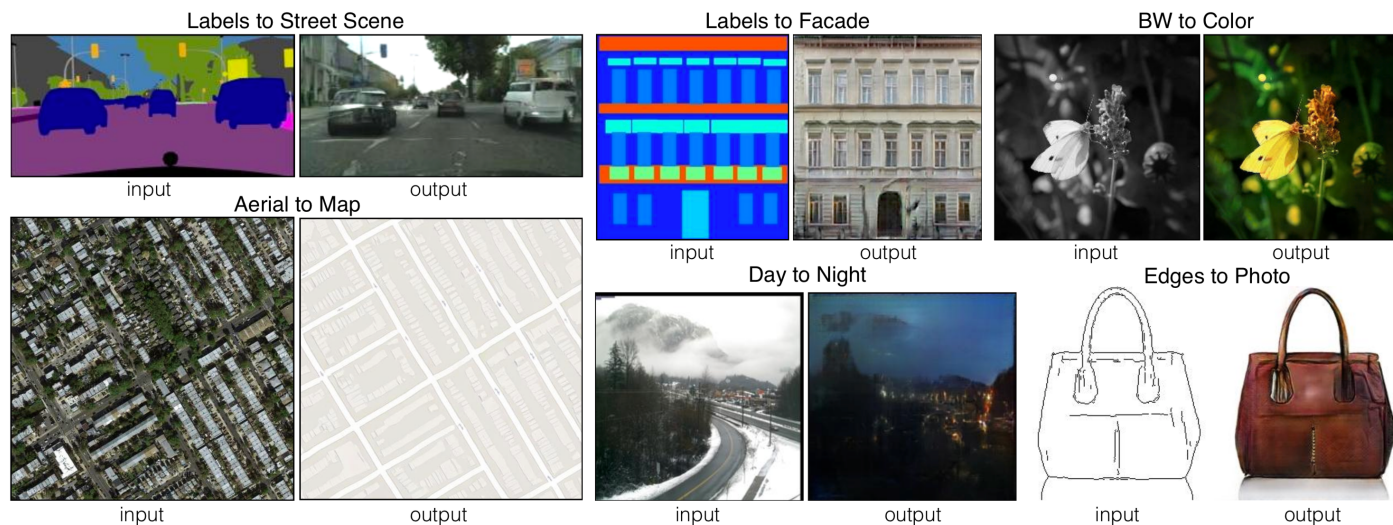 Labels to Street Scene
input
output
Aerial to Map
input
output
Labels to Facade
input
output
BW to Color
input
output
Day to Night
input
output
Edges to Photo
input
output